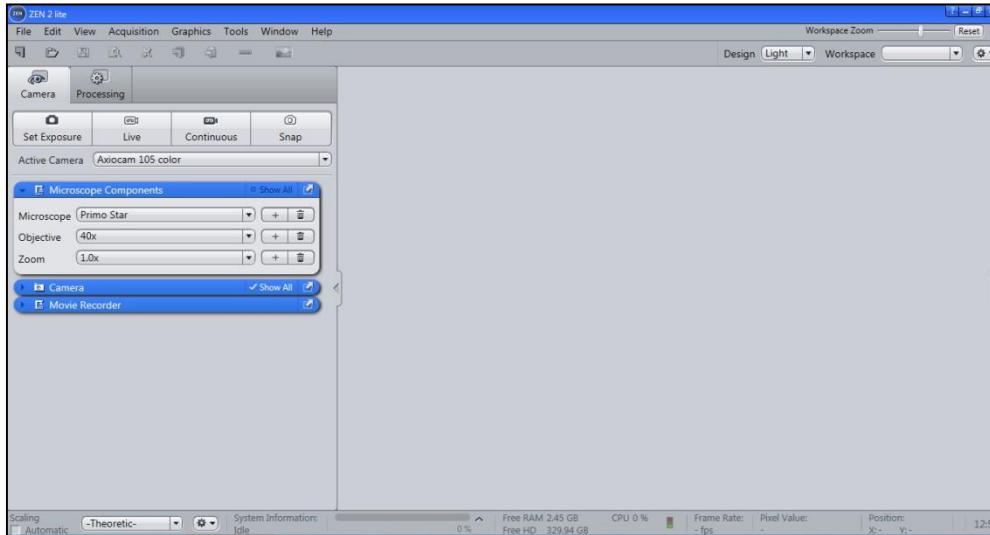 ZEN ZEN 2 lite
File Edit View Acquisition Graphics Tools Window Help
Workspace Zoom Reset
Design Light Workspace
Camera Processing
Set Exposure Live Continuous Snap
Active Camera Axiocam 105 color
Microscope Components Show All
Microscope Primo Star
Objective 40x
Zoom 1.0x
Camera Show All
Movie Recorder
Scaling
Automatic
-Theoretic-
System Information:
Idle
0 %
Free RAM 2.45 GB
Free HD 329.94 GB
CPU 0 %
Frame Rate:
- fps
Pixel Value:
-
Position:
X: - Y: -